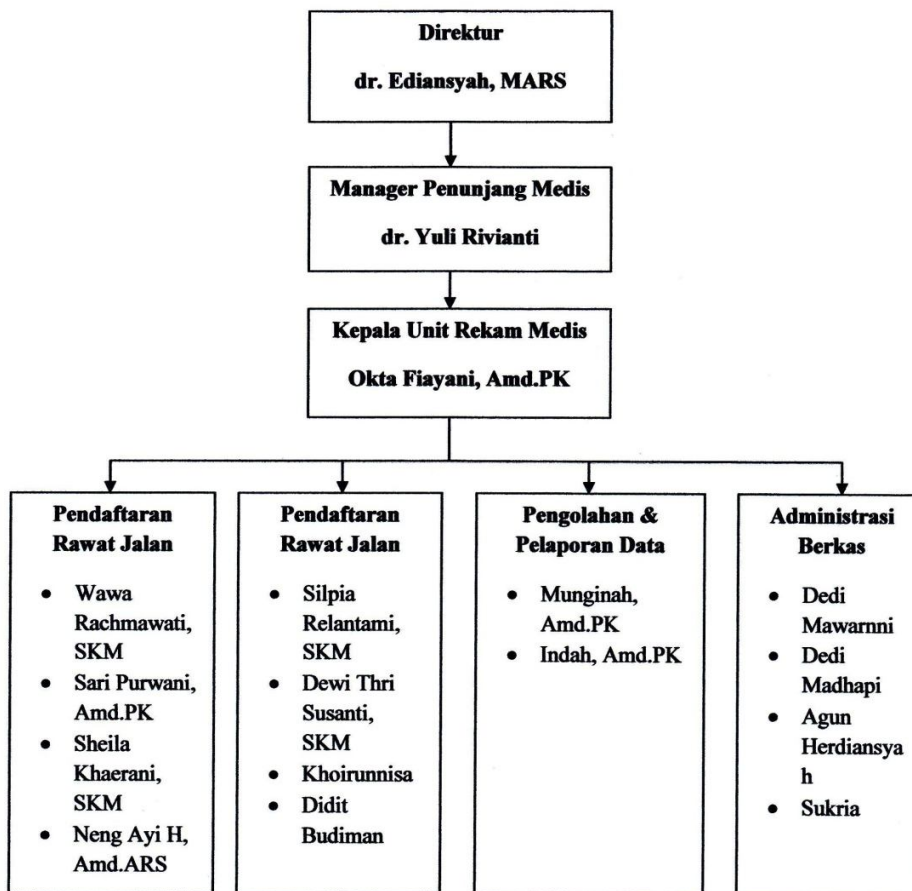 Direktur
dr. Ediansyah, MARS
Manager Penunjang Medis
dr. Yuli Rivianti
Kepala Unit Rekam Medis
Okta Fiayani, Amd.PK
Pendaftaran
Rawat Jalan
• Wawa
Rachmawati,
SKM
• Sari Purwani,
Amd.PK
• Sheila
Khaerani,
SKM
• Neng Ayi H,
Amd.ARS
Pendaftaran
Rawat Jalan
• Silpia
Relantami,
SKM
• Dewi Thri
Susanti,
SKM
• Khoirunnisa
• Didit
Budiman
Pengolahan &
Pelaporan Data
• Munginah,
Amd.PK
• Indah, Amd.PK
Administrasi
Berkas
• Dedi
Mawarnni
• Dedi
Madhapi
• Agun
Herdiansya
h
• Sukria